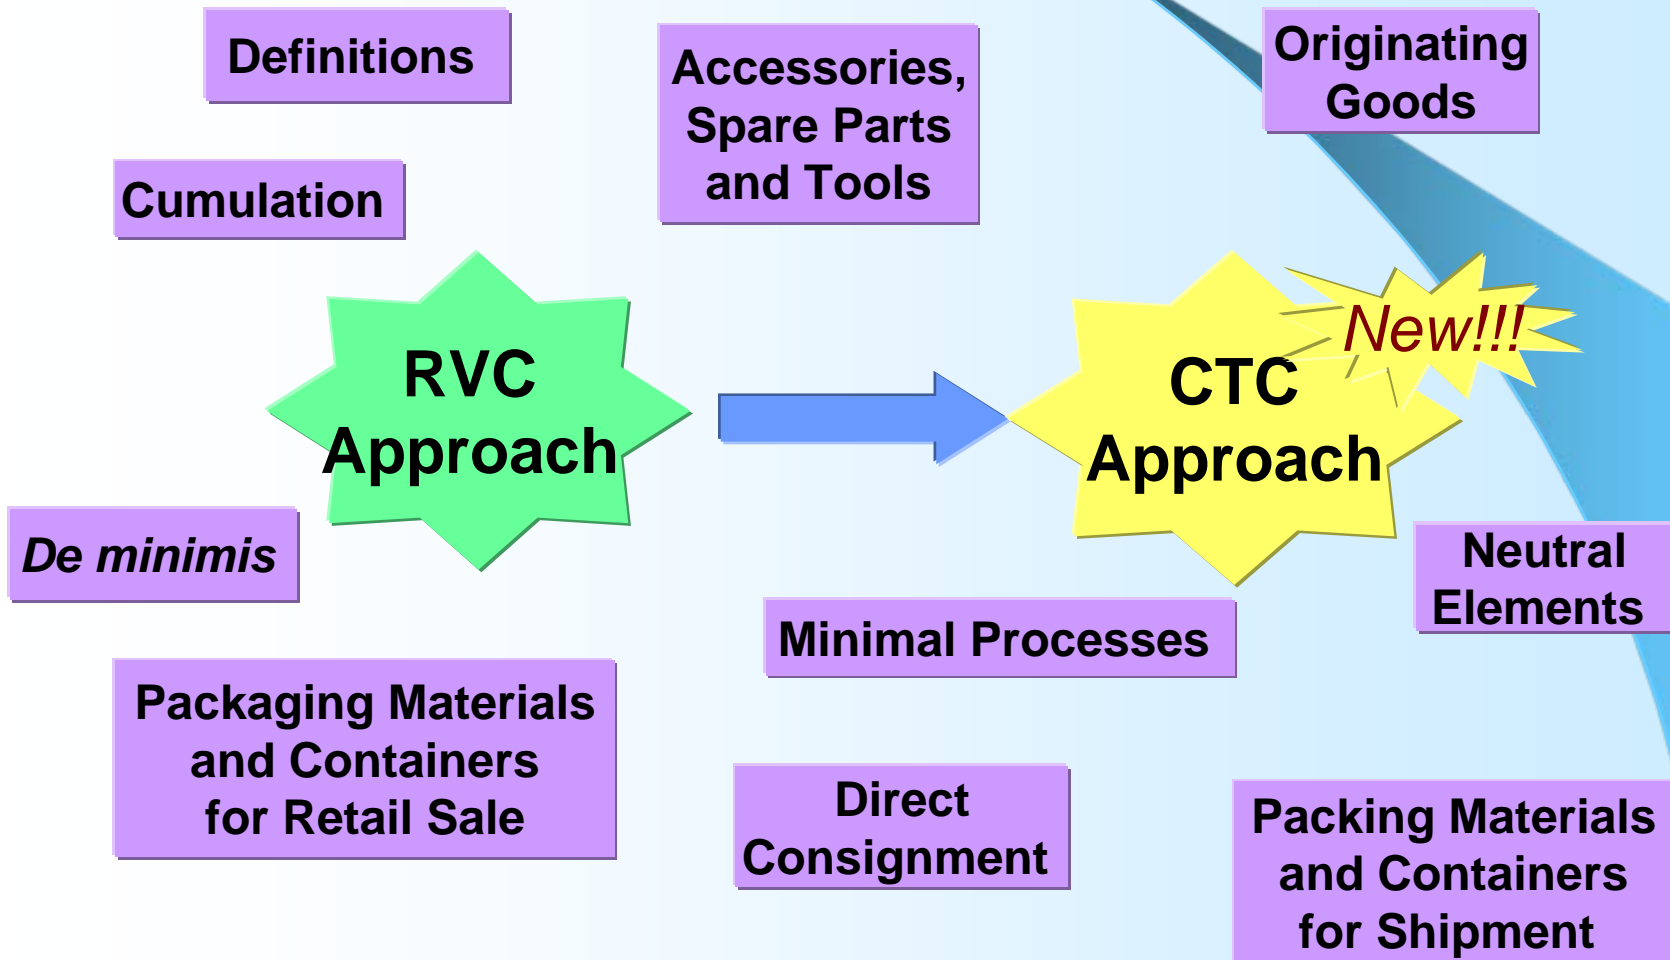 Definitions
Accessories,
Spare Parts
and Tools
Originating
Goods
Cumulation
RVC
Approach
New!!!
CTC
Approach
De minimis
Neutral
Elements
Minimal Processes
Packaging Materials
and Containers
for Retail Sale
Direct
Consignment
Packing Materials
and Containers
for Shipment